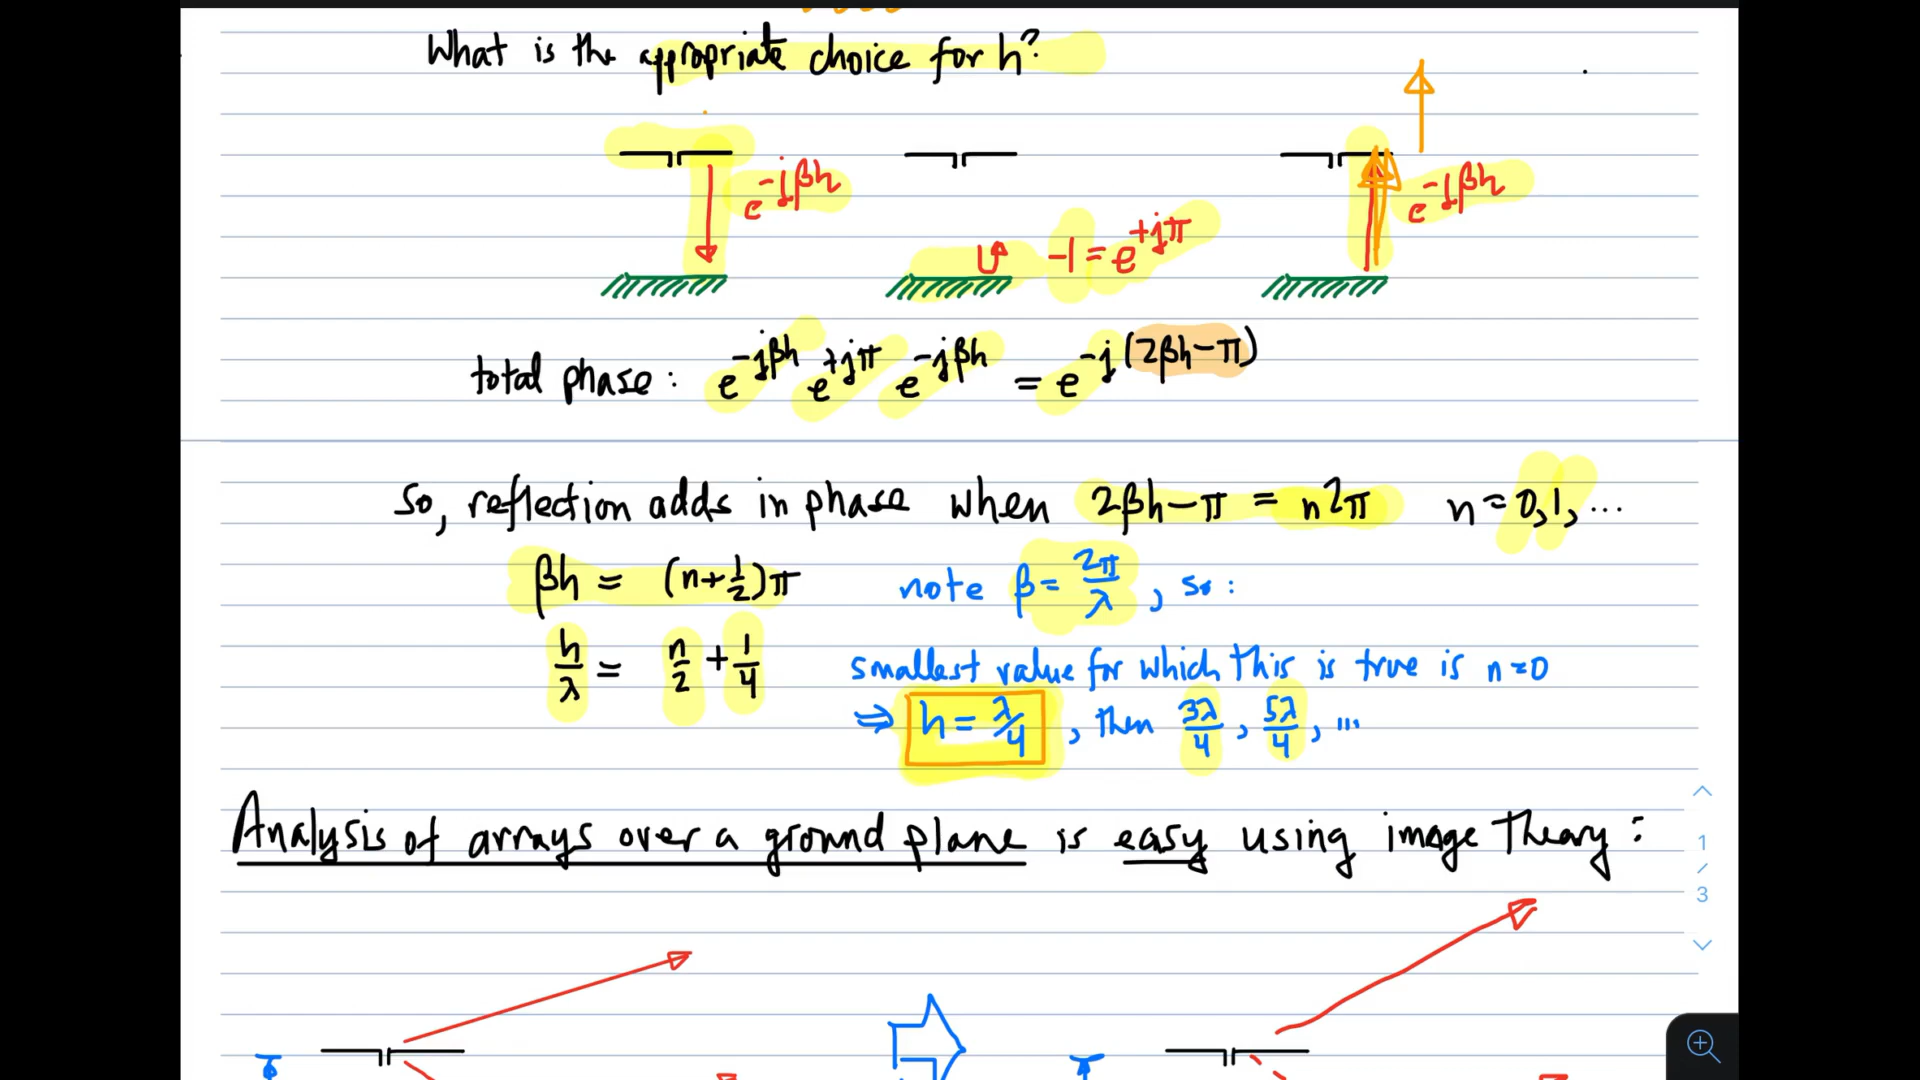 What is the appropriate choice for h?
e^{-jβh}
-1 = e^{+jπ}
e^{-jβh}
total phase: e^{-jβh} e^{+jπ} e^{-jβh} = e^{-j(2βh-π)}
So, reflection adds in phase when 2βh-π = n2π n=0,1,...
βh = (n+1/2)π note β = 2π/λ, so:
h/λ = n/2 + 1/4 smallest value for which this is true is n=0
⇒ h = λ/4, then 3λ/4, 5λ/4, ...
Analysis of arrays over a ground plane is easy using image theory:
1
/
3